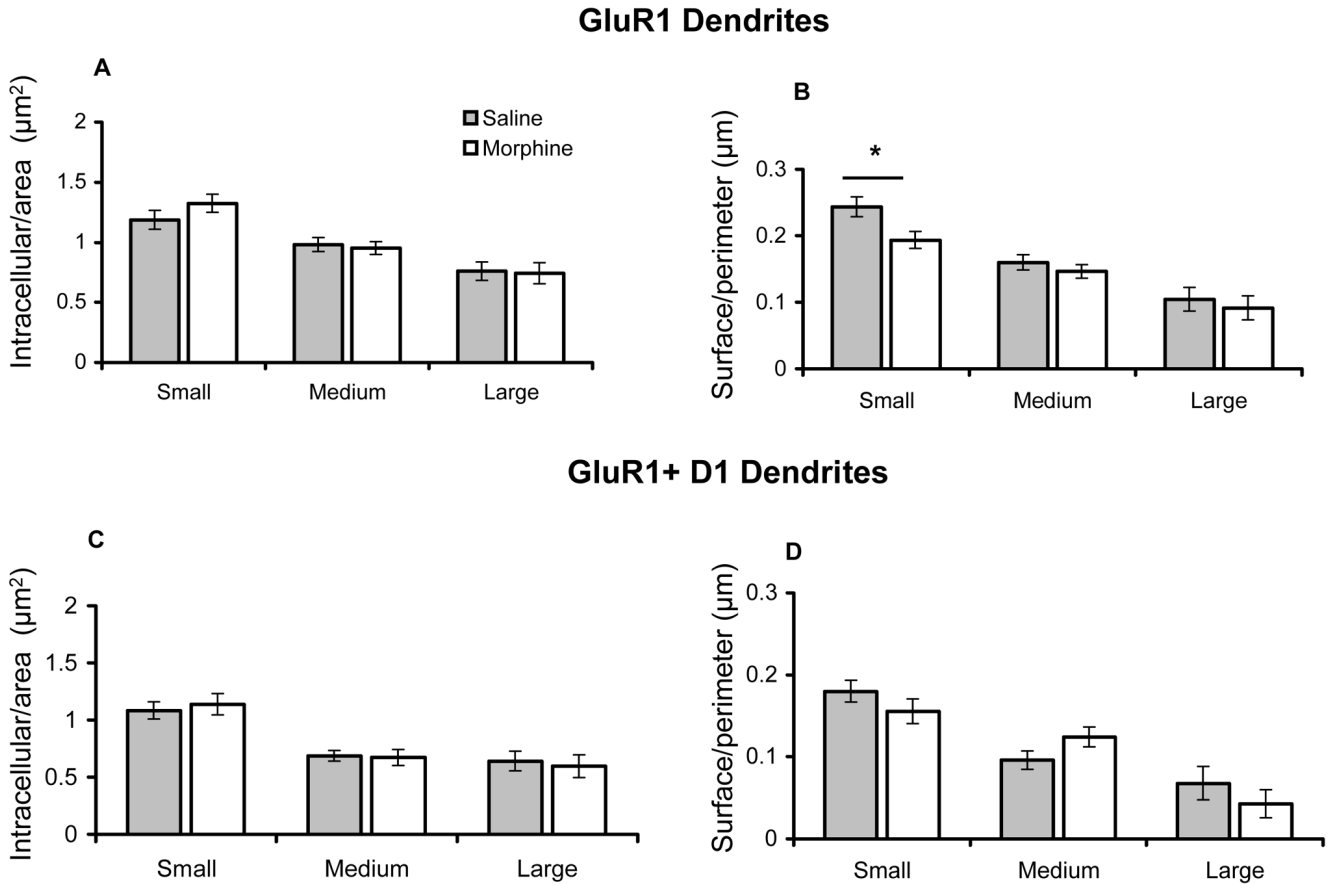 GluR1 Dendrites
A
Intracellular/area (μm²)
2
1.5
1
0.5
0
Saline
Morphine
Small Medium Large
B
Surface/perimeter (μm)
0.3
0.2
0.1
0
*
Small Medium Large
GluR1+ D1 Dendrites
C
Intracellular/area (μm²)
2
1.5
1
0.5
0
Small Medium Large
D
Surface/perimeter (μm)
0.3
0.2
0.1
0
Small Medium Large